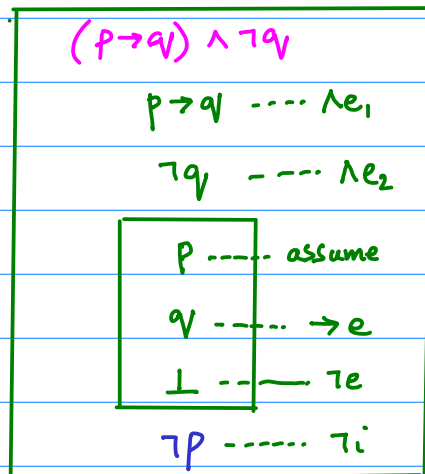 (p → q) ∧ ¬q
p → q ---- ∧e₁
¬q ---- ∧e₂
p ---- assume
q ---- → e
⊥ ---- ¬e
¬p ---- ¬i